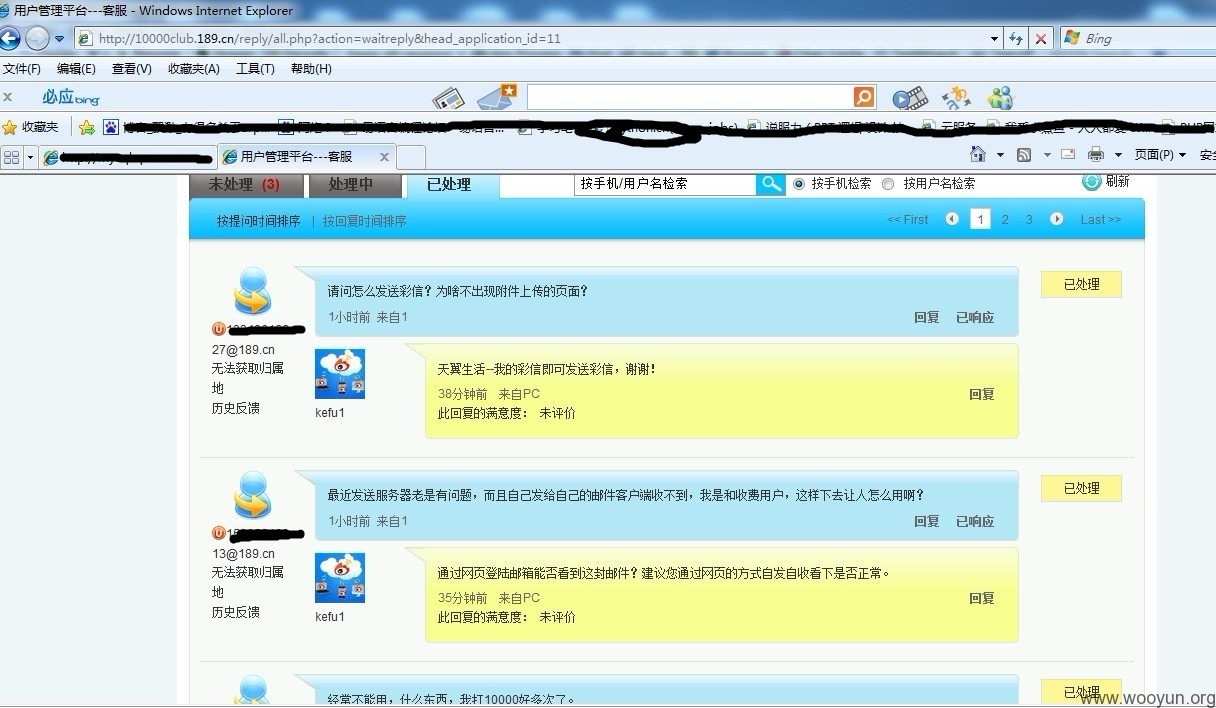 用户管理平台---客服 - Windows Internet Explorer
http://10000club.189.cn/reply/all.php?action=waitreply&head_application_id=11
Bing
文件(F) 编辑(E) 查看(V) 收藏夹(A) 工具(T) 帮助(H)
必应bing
收藏夹
用户管理平台---客服
页面(P)
未处理 (3) 处理中 已处理 按手机/用户名检索 按手机检索 按用户名检索 刷新
按提问时间排序 | 按回复时间排序 << First 1 2 3 Last >>
请问怎么发送彩信？为啥不出现附件上传的页面？ 已处理
1小时前 来自1 回复 已响应
27@189.cn
无法获取归属
地
历史反馈
kefu1
天翼生活--我的彩信即可发送彩信，谢谢！
38分钟前 来自PC 回复
此回复的满意度： 未评价
最近发送服务器老是有问题，而且自己发给自己的邮件客户端收不到，我是和收费用户，这样下去让人怎么用啊？ 已处理
1小时前 来自1 回复 已响应
13@189.cn
无法获取归属
地
历史反馈
kefu1
通过网页登陆邮箱能否看到这封邮件？建议您通过网页的方式自发自收看下是否正常。
35分钟前 来自PC 回复
此回复的满意度： 未评价
经常不能用，什么东西，我打10000好多次了。 已处理
www.wooyun.org